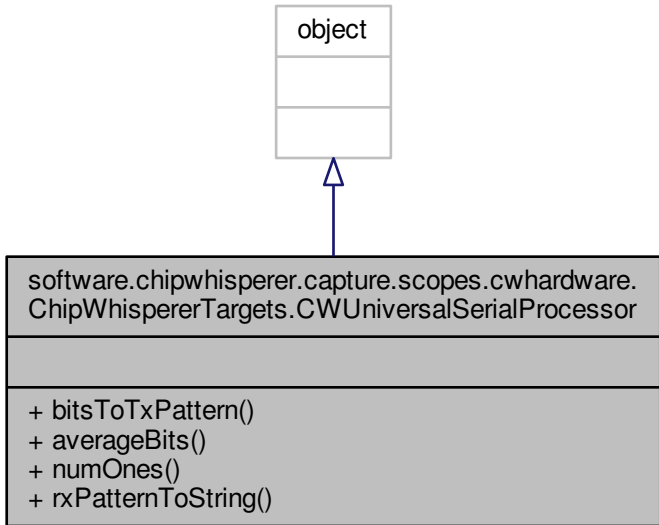 object
software.chipwhisperer.capture.scopes.cwhardware.
ChipWhispererTargets.CWUniversalSerialProcessor
+ bitsToTxPattern()
+ averageBits()
+ numOnes()
+ rxPatternToString()